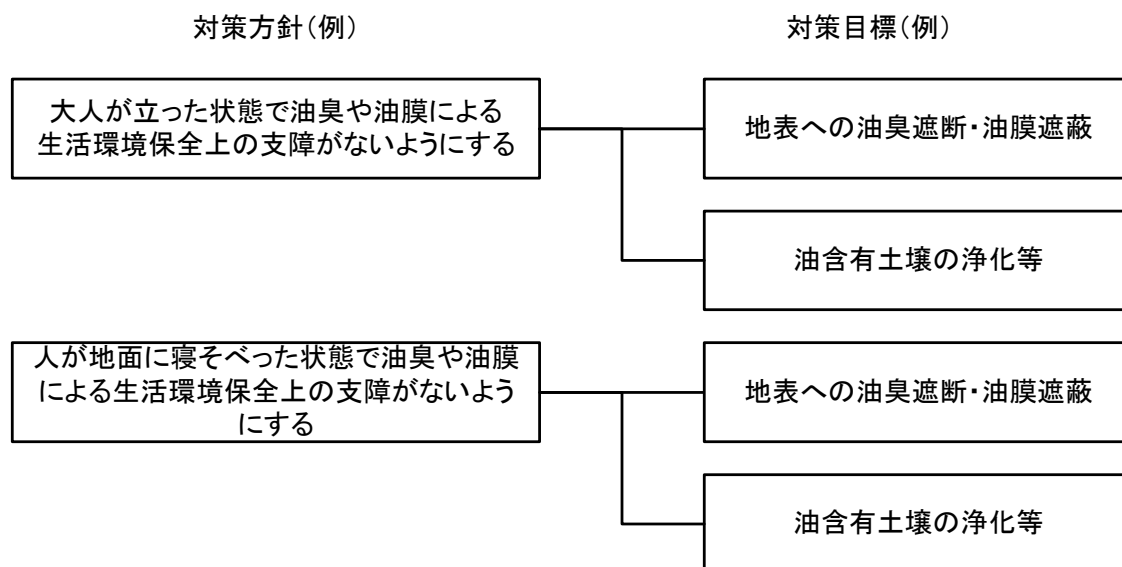 対策方針(例)
対策目標(例)
大人が立った状態で油臭や油膜による
生活環境保全上の支障がないようにする
地表への油臭遮断・油膜遮蔽
油含有土壌の浄化等
人が地面に寝そべった状態で油臭や油膜
による生活環境保全上の支障がないよう
にする
地表への油臭遮断・油膜遮蔽
油含有土壌の浄化等